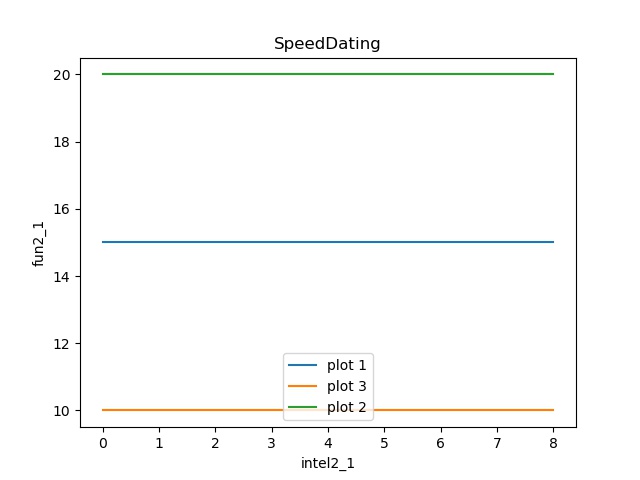 SpeedDating
20
18
16
14
12
10
fun2_1
plot 1
plot 3
plot 2
0 1 2 3 4 5 6 7 8
intel2_1